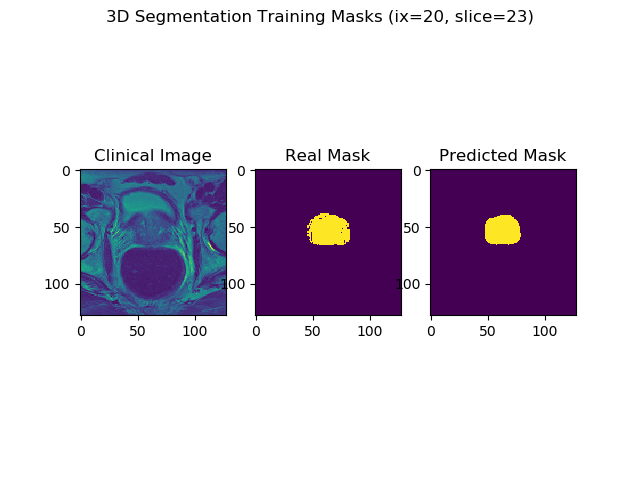 3D Segmentation Training Masks (ix=20, slice=23)
Clinical Image Real Mask Predicted Mask
0 0 0
50 50 50
100 100 100
0 50 100 0 50 100 0 50 100